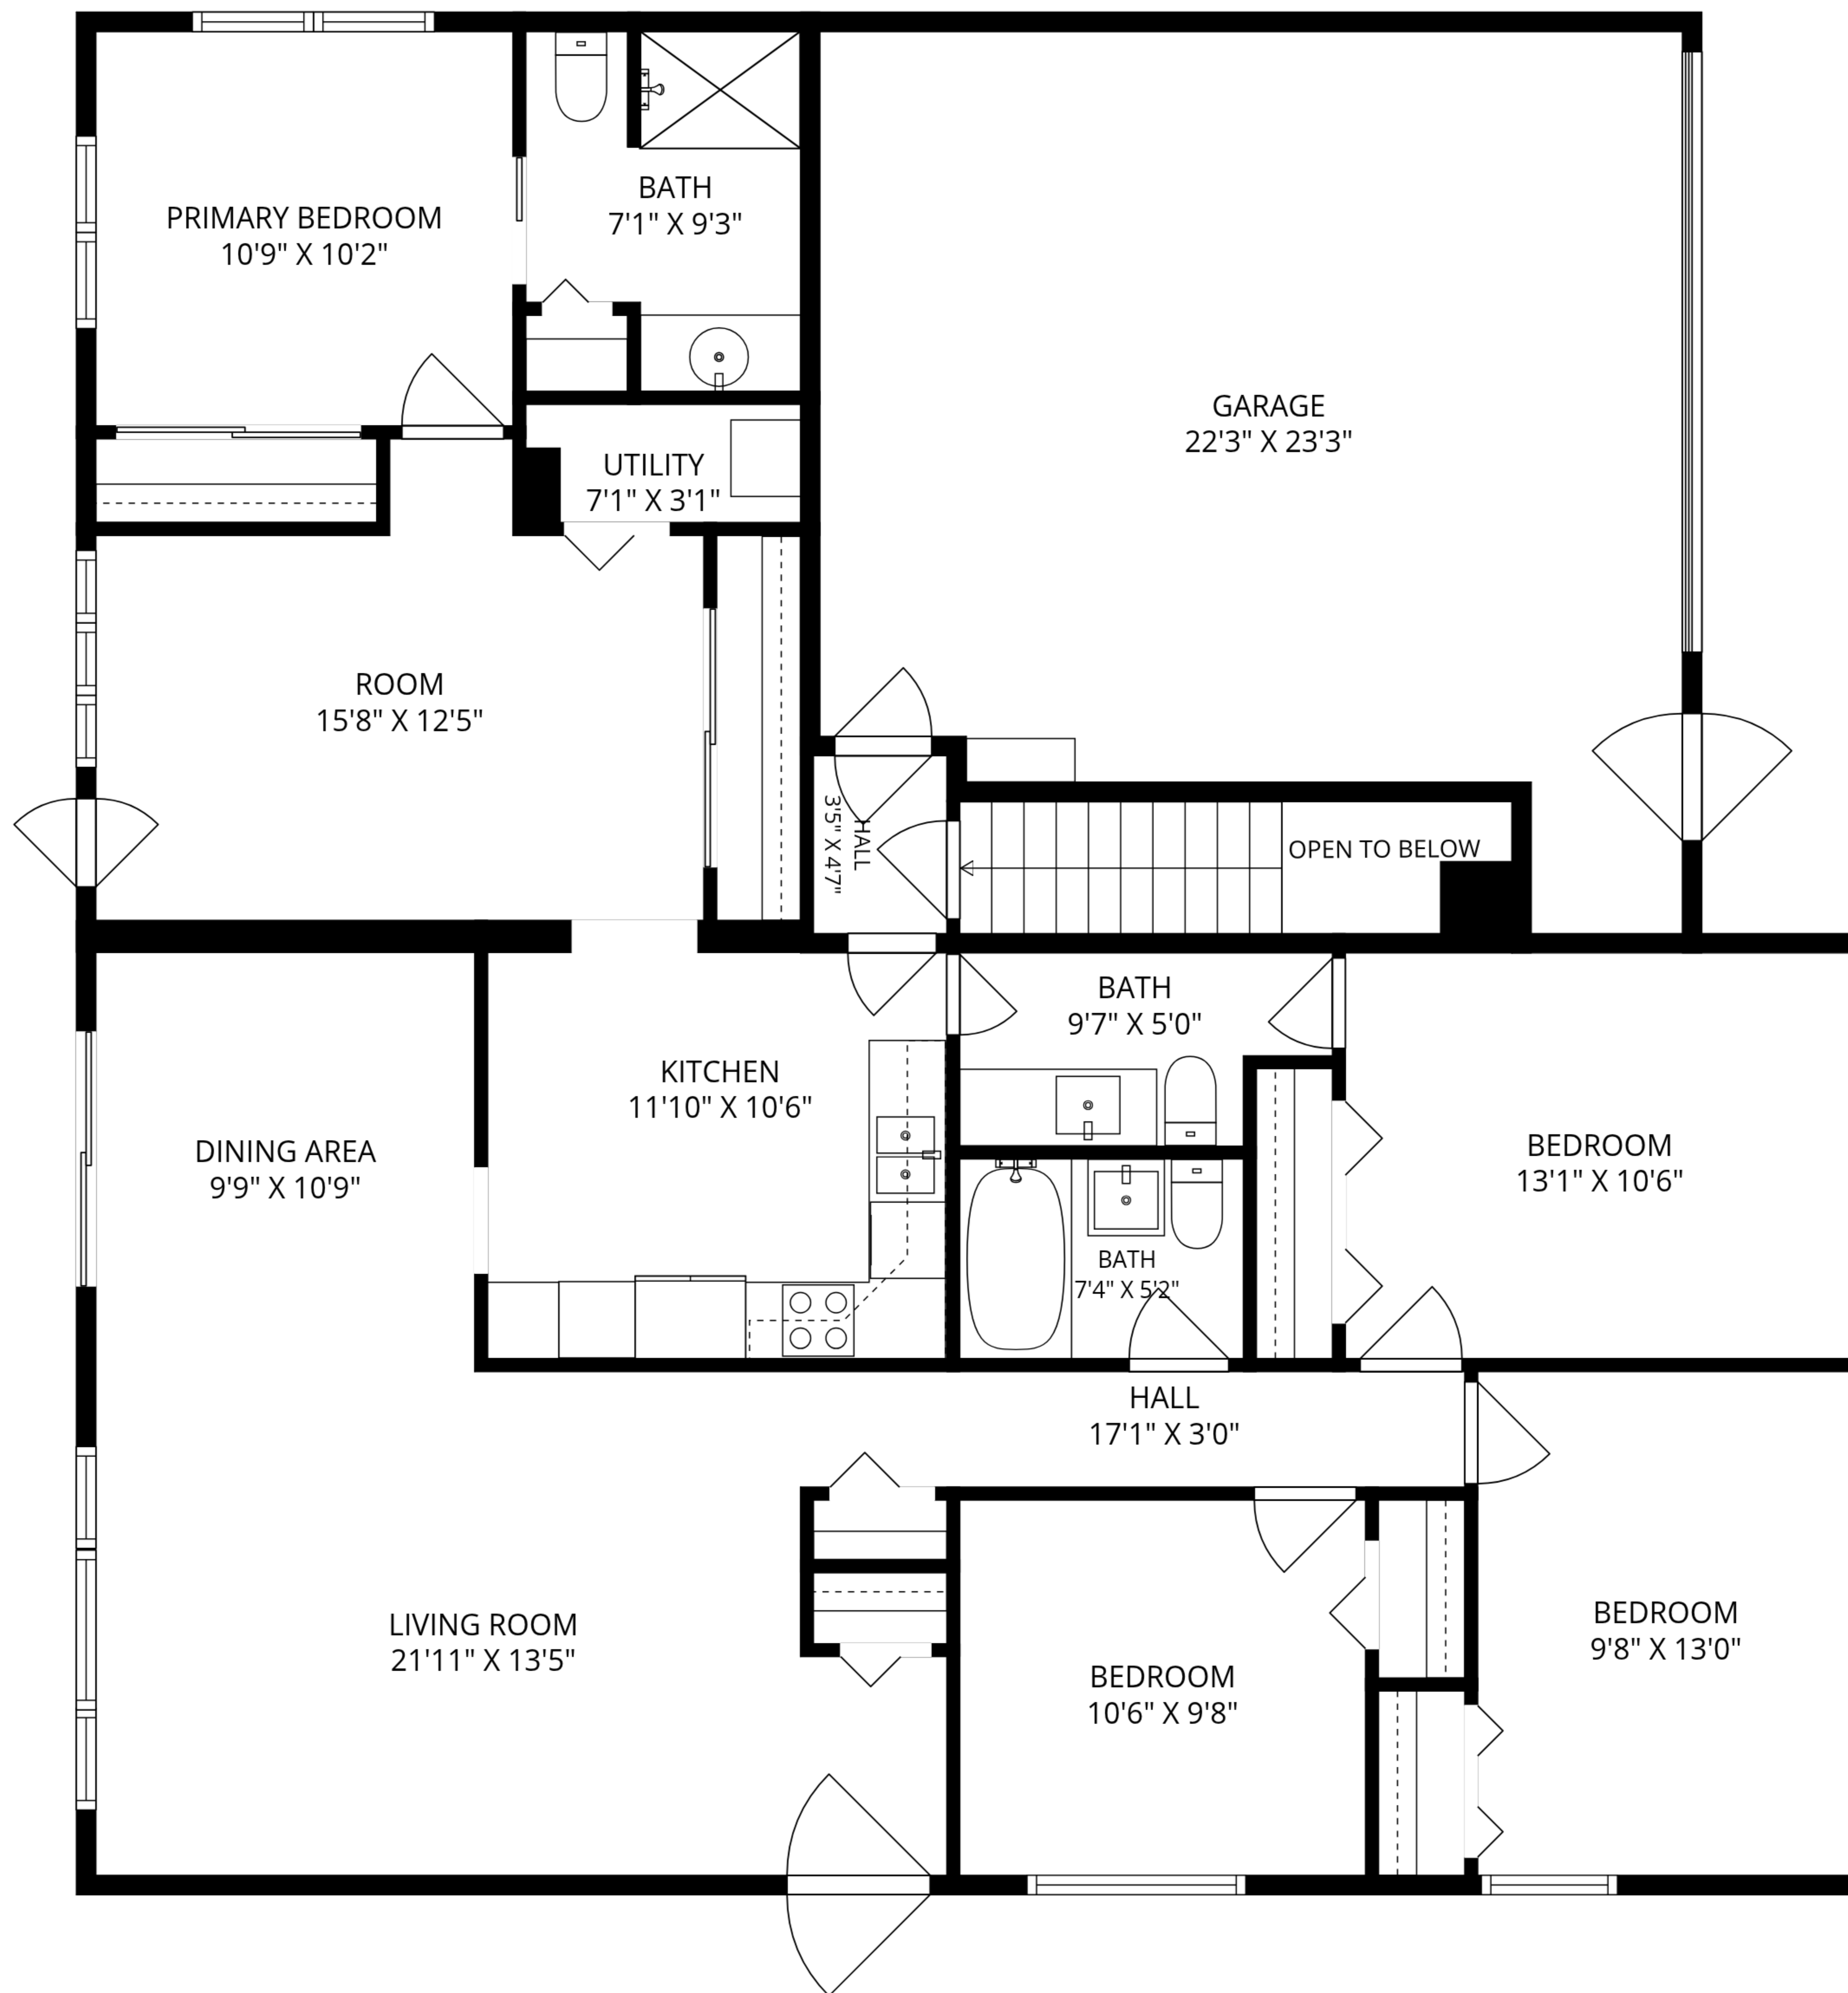 PRIMARY BEDROOM
10'9" X 10'2"
BATH
7'1" X 9'3"
GARAGE
22'3" X 23'3"
UTILITY
7'1" X 3'1"
ROOM
15'8" X 12'5"
HALL
3'5" X 4'7"
OPEN TO BELOW
BATH
9'7" X 5'0"
KITCHEN
11'10" X 10'6"
DINING AREA
9'9" X 10'9"
BEDROOM
13'1" X 10'6"
BATH
7'4" X 5'2"
HALL
17'1" X 3'0"
LIVING ROOM
21'11" X 13'5"
BEDROOM
9'8" X 13'0"
BEDROOM
10'6" X 9'8"